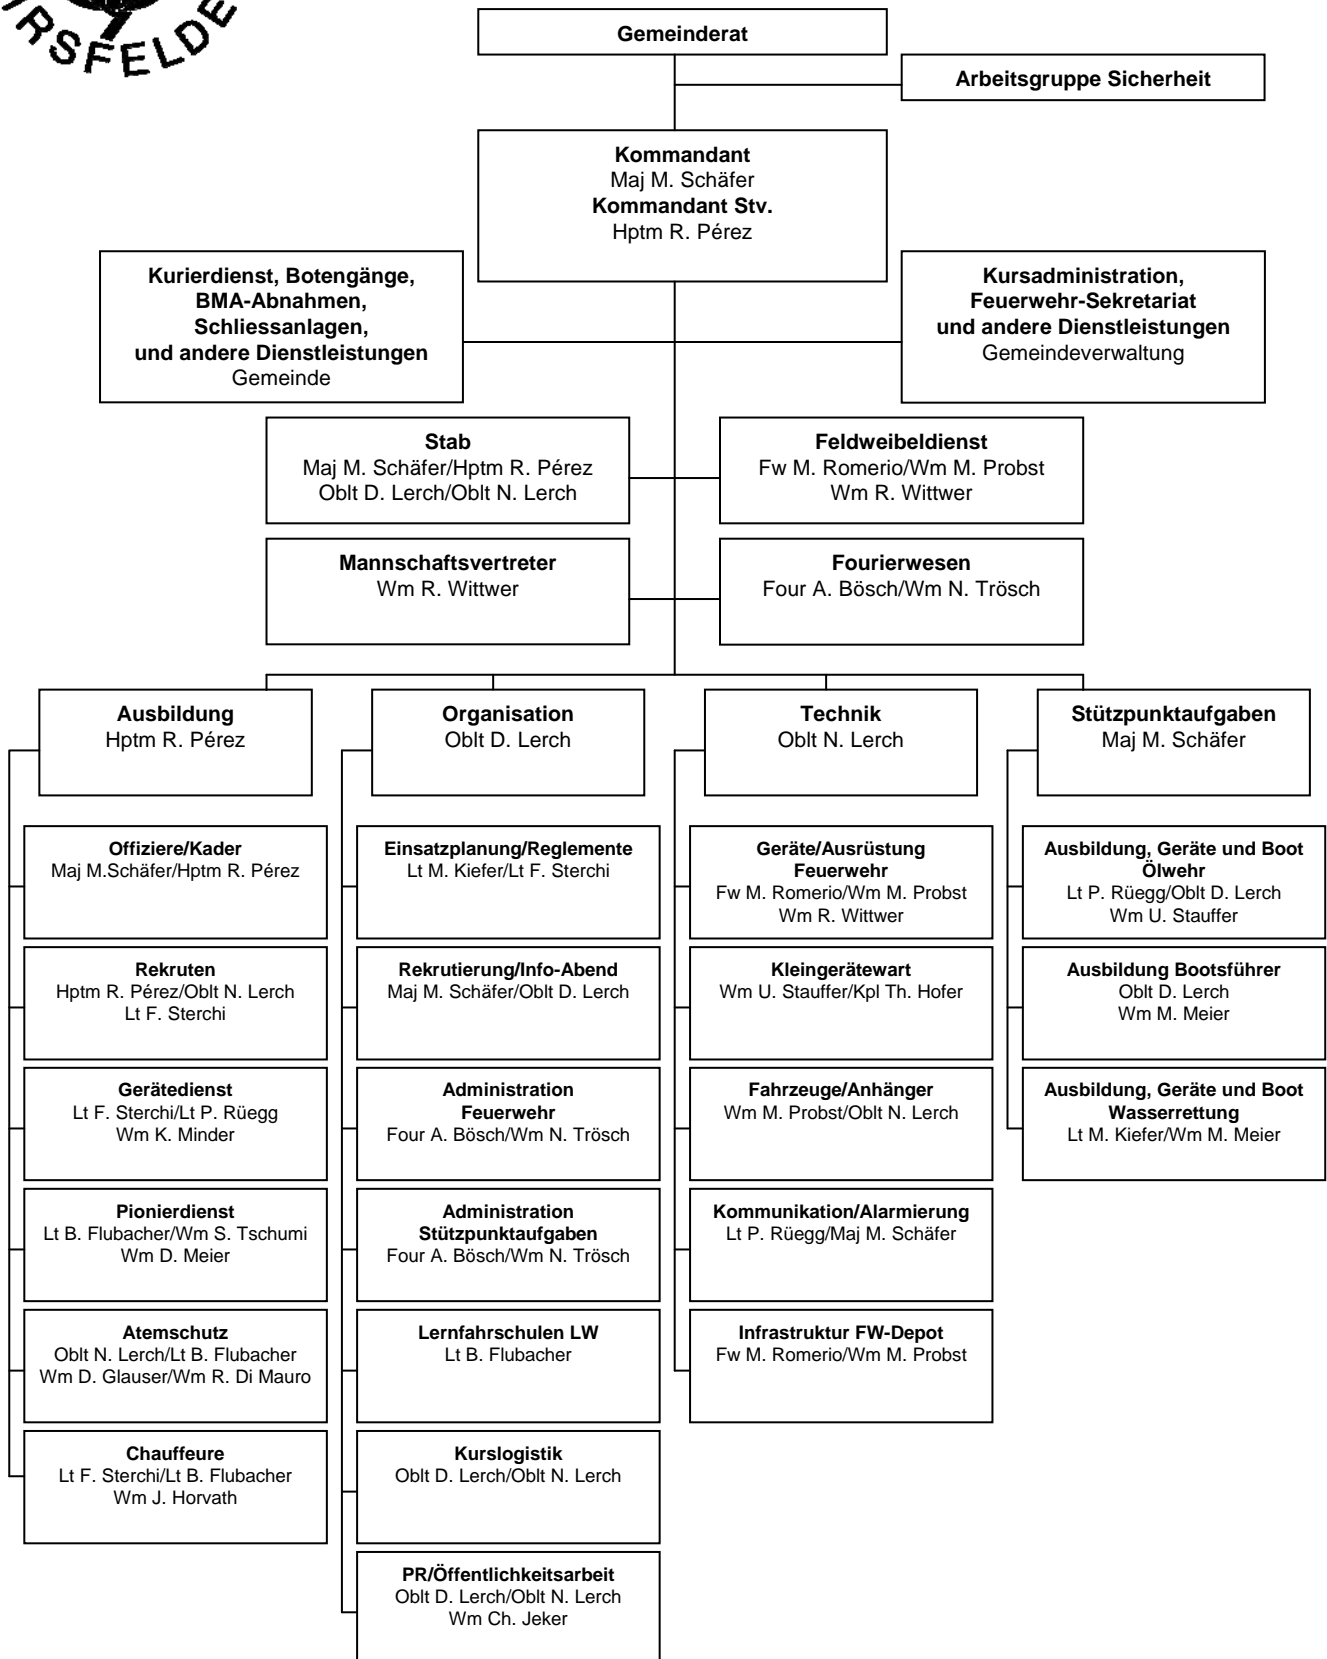 IRSFELDE
Gemeinderat
Arbeitsgruppe Sicherheit
Kommandant
Maj M. Schäfer
Kommandant Stv.
Hptm R. Pérez
Kurierdienst, Botengänge,
BMA-Abnahmen,
Schliessanlagen,
und andere Dienstleistungen
Gemeinde
Kursadministration,
Feuerwehr-Sekretariat
und andere Dienstleistungen
Gemeindeverwaltung
Stab
Maj M. Schäfer/Hptm R. Pérez
Oblt D. Lerch/Oblt N. Lerch
Feldweibeldienst
Fw M. Romerio/Wm M. Probst
Wm R. Wittwer
Mannschaftsvertreter
Wm R. Wittwer
Fourierwesen
Four A. Bösch/Wm N. Trösch
Ausbildung
Hptm R. Pérez
Organisation
Oblt D. Lerch
Technik
Oblt N. Lerch
Stützpunktaufgaben
Maj M. Schäfer
Offiziere/Kader
Maj M.Schäfer/Hptm R. Pérez
Rekruten
Hptm R. Pérez/Oblt N. Lerch
Lt F. Sterchi
Gerätedienst
Lt F. Sterchi/Lt P. Rüegg
Wm K. Minder
Pionierdienst
Lt B. Flubacher/Wm S. Tschumi
Wm D. Meier
Atemschutz
Oblt N. Lerch/Lt B. Flubacher
Wm D. Glauser/Wm R. Di Mauro
Chauffeure
Lt F. Sterchi/Lt B. Flubacher
Wm J. Horvath
Einsatzplanung/Reglemente
Lt M. Kiefer/Lt F. Sterchi
Rekrutierung/Info-Abend
Maj M. Schäfer/Oblt D. Lerch
Administration
Feuerwehr
Four A. Bösch/Wm N. Trösch
Administration
Stützpunktaufgaben
Four A. Bösch/Wm N. Trösch
Lernfahrschulen LW
Lt B. Flubacher
Kurslogistik
Oblt D. Lerch/Oblt N. Lerch
PR/Öffentlichkeitsarbeit
Oblt D. Lerch/Oblt N. Lerch
Wm Ch. Jeker
Geräte/Ausrüstung
Feuerwehr
Fw M. Romerio/Wm M. Probst
Wm R. Wittwer
Kleingerätewart
Wm U. Stauffer/Kpl Th. Hofer
Fahrzeuge/Anhänger
Wm M. Probst/Oblt N. Lerch
Kommunikation/Alarmierung
Lt P. Rüegg/Maj M. Schäfer
Infrastruktur FW-Depot
Fw M. Romerio/Wm M. Probst
Ausbildung, Geräte und Boot
Ölwehr
Lt P. Rüegg/Oblt D. Lerch
Wm U. Stauffer
Ausbildung Bootsführer
Oblt D. Lerch
Wm M. Meier
Ausbildung, Geräte und Boot
Wasserrettung
Lt M. Kiefer/Wm M. Meier